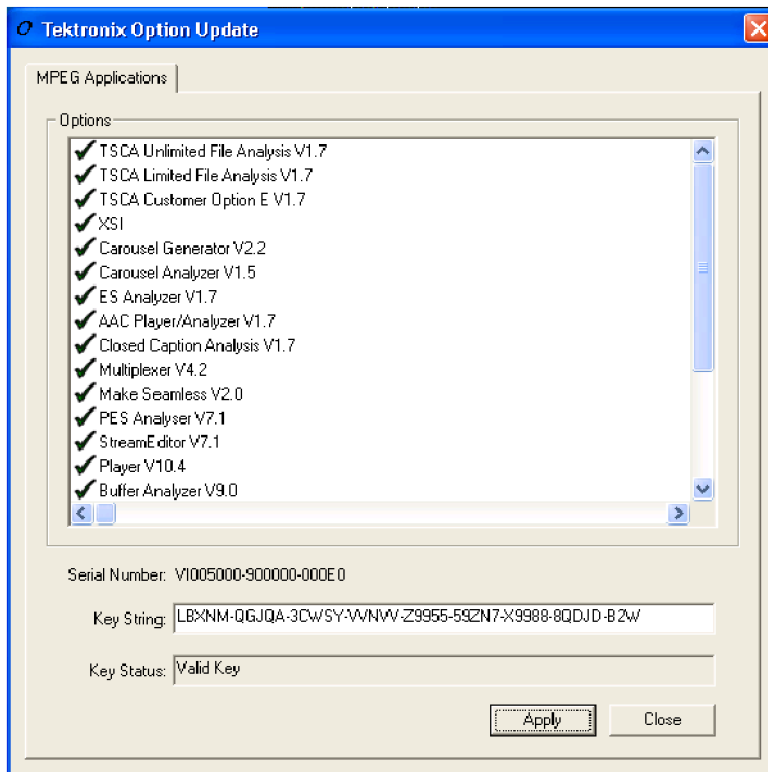 Tektronix Option Update
MPEG Applications
Options
TSCA Unlimited File Analysis V1.7
TSCA Limited File Analysis V1.7
TSCA Customer Option E V1.7
XSI
Carousel Generator V2.2
Carousel Analyzer V1.5
ES Analyzer V1.7
AAC Player/Analyzer V1.7
Closed Caption Analysis V1.7
Multiplexer V4.2
Make Seamless V2.0
PES Analyser V7.1
StreamEditor V7.1
Player V10.4
Buffer Analyzer V9.0
Serial Number: VI005000-900000-000E0
Key String: LBXNM-QGJQA-3CWSY-VVNVV-Z9955-59ZN7-X9988-8QDJD-B2W
Key Status: Valid Key
Apply Close